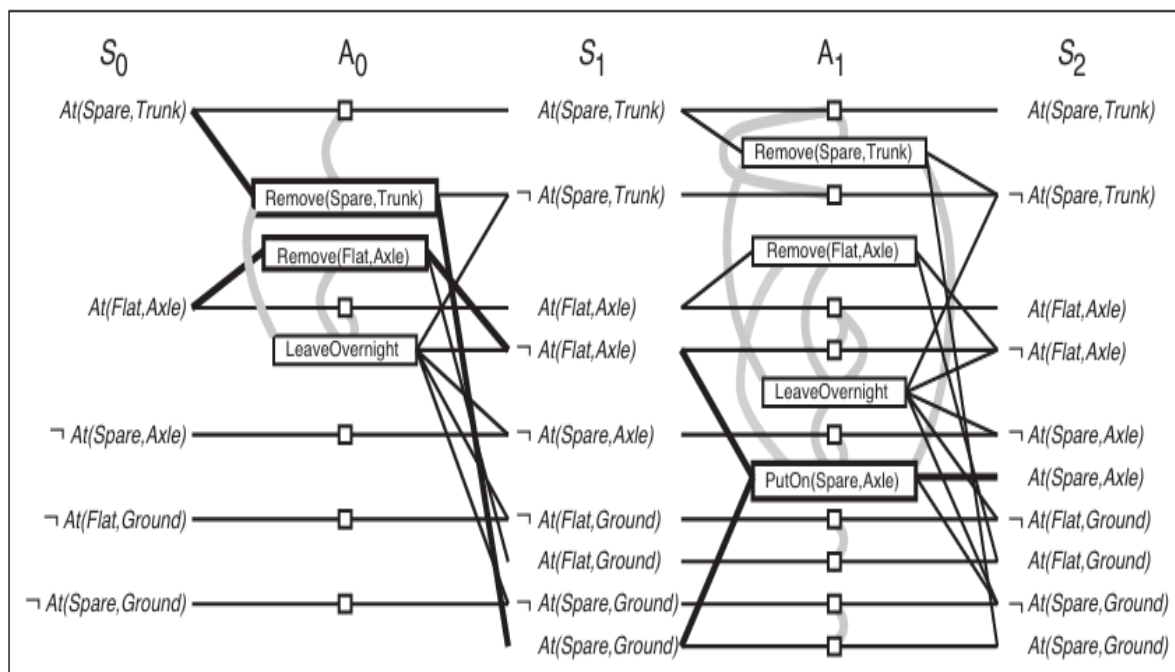 S0 A0 S1 A1 S2
At(Spare,Trunk) At(Spare,Trunk) At(Spare,Trunk) At(Spare,Trunk)
Remove(Spare,Trunk)
Remove(Spare,Trunk) ¬ At(Spare,Trunk) ¬ At(Spare,Trunk)
Remove(Flat,Axle) Remove(Flat,Axle)
At(Flat,Axle) At(Flat,Axle) At(Flat,Axle)
LeaveOvernight ¬ At(Flat,Axle) ¬ At(Flat,Axle)
LeaveOvernight
¬ At(Spare,Axle) ¬ At(Spare,Axle) ¬ At(Spare,Axle)
PutOn(Spare,Axle) At(Spare,Axle)
¬ At(Flat,Ground) ¬ At(Flat,Ground) ¬ At(Flat,Ground)
At(Flat,Ground) At(Flat,Ground)
¬ At(Spare,Ground) ¬ At(Spare,Ground) ¬ At(Spare,Ground)
At(Spare,Ground) At(Spare,Ground)